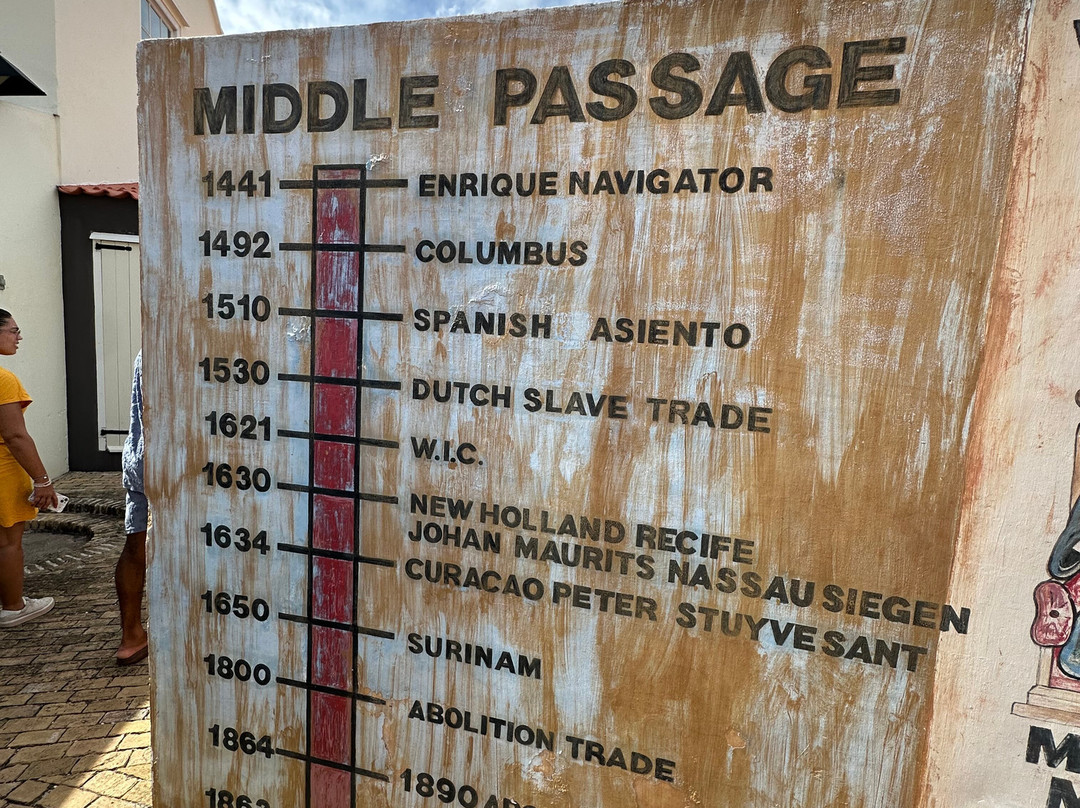 MIDDLE PASSAGE
1441 ENRIQUE NAVIGATOR
1492 COLUMBUS
1510 SPANISH ASIENTO
1530 DUTCH SLAVE TRADE
1621 W.I.C.
1630 NEW HOLLAND RECIFE
JOHAN MAURITS NASSAU SIEGEN
1634 CURACAO PETER STUYVESANT
1650 SURINAM
1800 ABOLITION TRADE
1864 1890